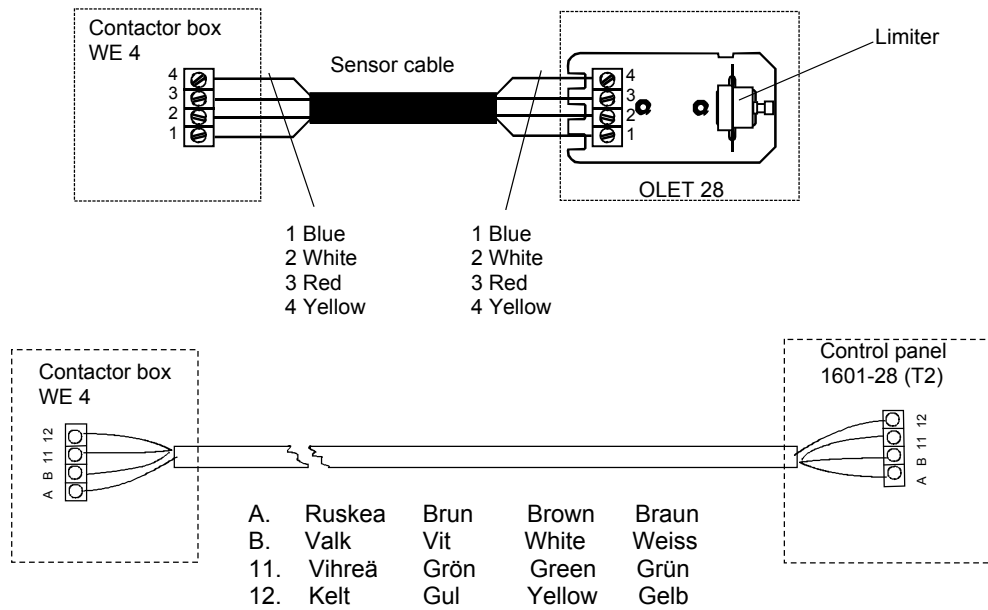 Contactor box
WE 4
Sensor cable
Limiter
4
3
2
1
4
3
2
1
OLET 28
1 Blue
2 White
3 Red
4 Yellow
1 Blue
2 White
3 Red
4 Yellow
Contactor box
WE 4
Control panel
1601-28 (T2)
12
11
B
A
12
11
B
A
A. Ruskea Brun Brown Braun
B. Valk Vit White Weiss
11. Vihreä Grön Green Grün
12. Kelt Gul Yellow Gelb